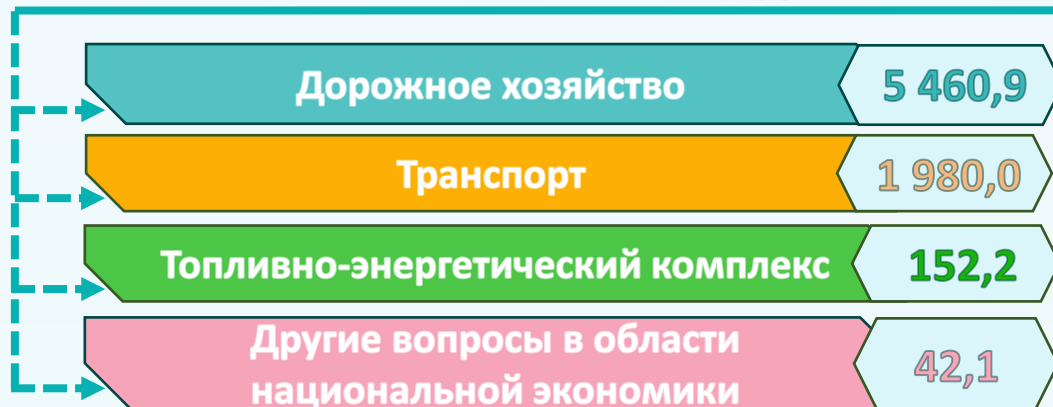 Дорожное хозяйство 5 460,9
Транспорт 1 980,0
Топливно-энергетический комплекс 152,2
Другие вопросы в области
национальной экономики 42,1